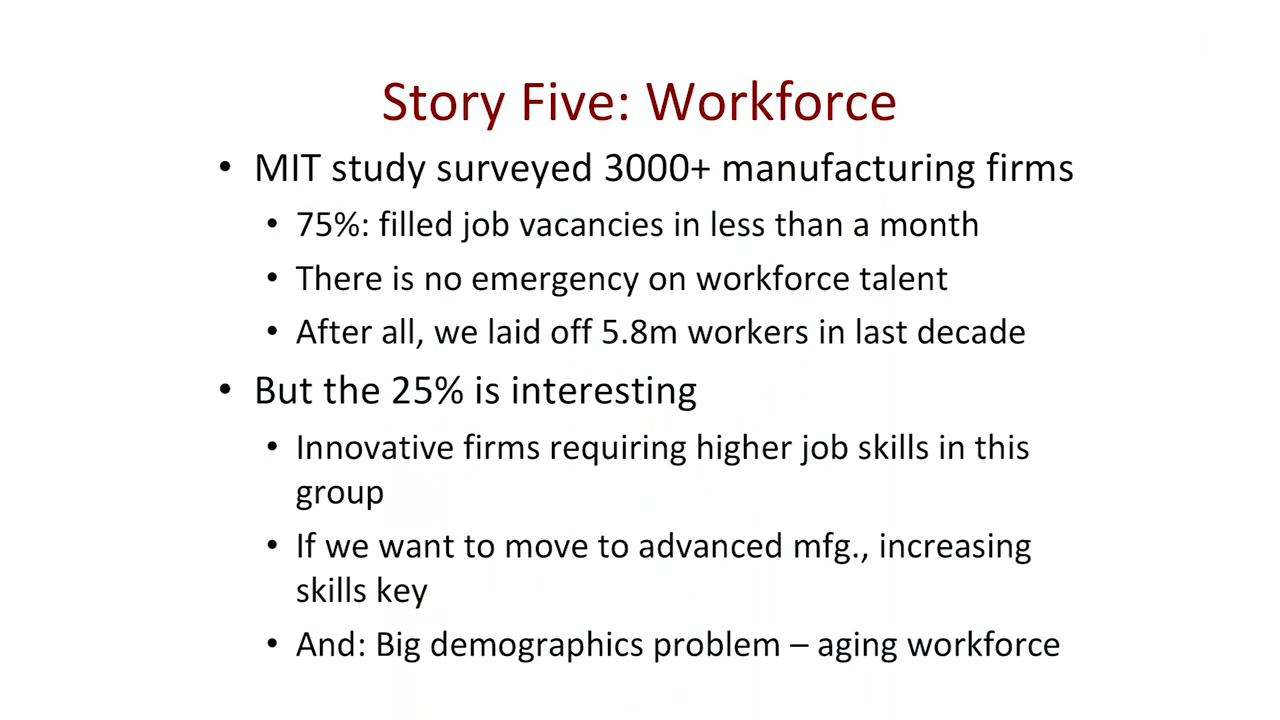 Story Five: Workforce
• MIT study surveyed 3000+ manufacturing firms
• 75%: filled job vacancies in less than a month
• There is no emergency on workforce talent
• After all, we laid off 5.8m workers in last decade
• But the 25% is interesting
• Innovative firms requiring higher job skills in this
group
• If we want to move to advanced mfg., increasing
skills key
• And: Big demographics problem – aging workforce